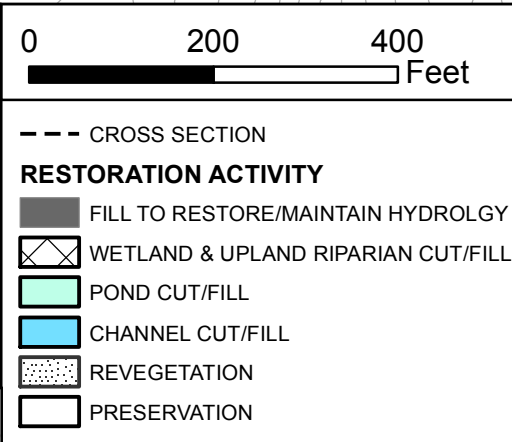 0 200 400
Feet
CROSS SECTION
RESTORATION ACTIVITY
FILL TO RESTORE/MAINTAIN HYDROLGY
WETLAND & UPLAND RIPARIAN CUT/FILL
POND CUT/FILL
CHANNEL CUT/FILL
REVEGETATION
PRESERVATION